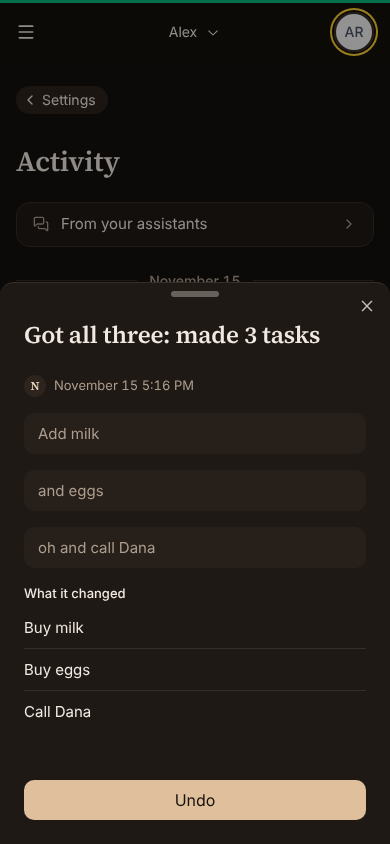 Alex
AR
Settings
Activity
From your assistants
November 15
Got all three: made 3 tasks
N
November 15 5:16 PM
Add milk
and eggs
oh and call Dana
What it changed
Buy milk
Buy eggs
Call Dana
Undo